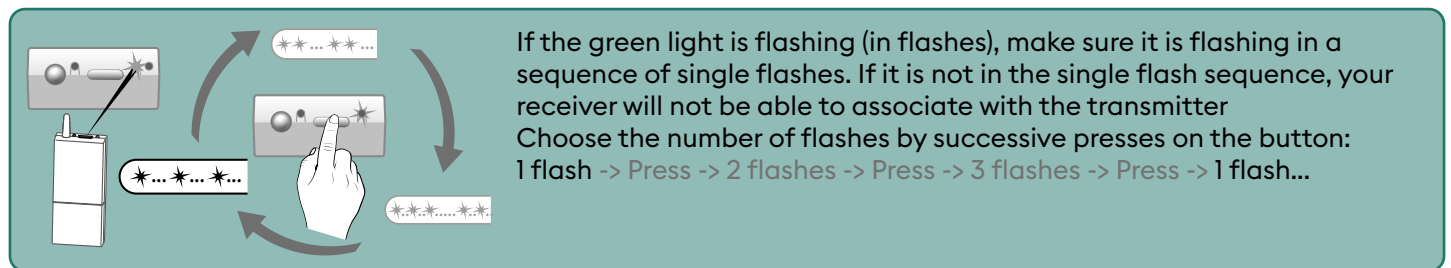 If the green light is flashing (in flashes), make sure it is flashing in a
sequence of single flashes. If it is not in the single flash sequence, your
receiver will not be able to associate with the transmitter
Choose the number of flashes by successive presses on the button:
1 flash -> Press -> 2 flashes -> Press -> 3 flashes -> Press -> 1 flash...